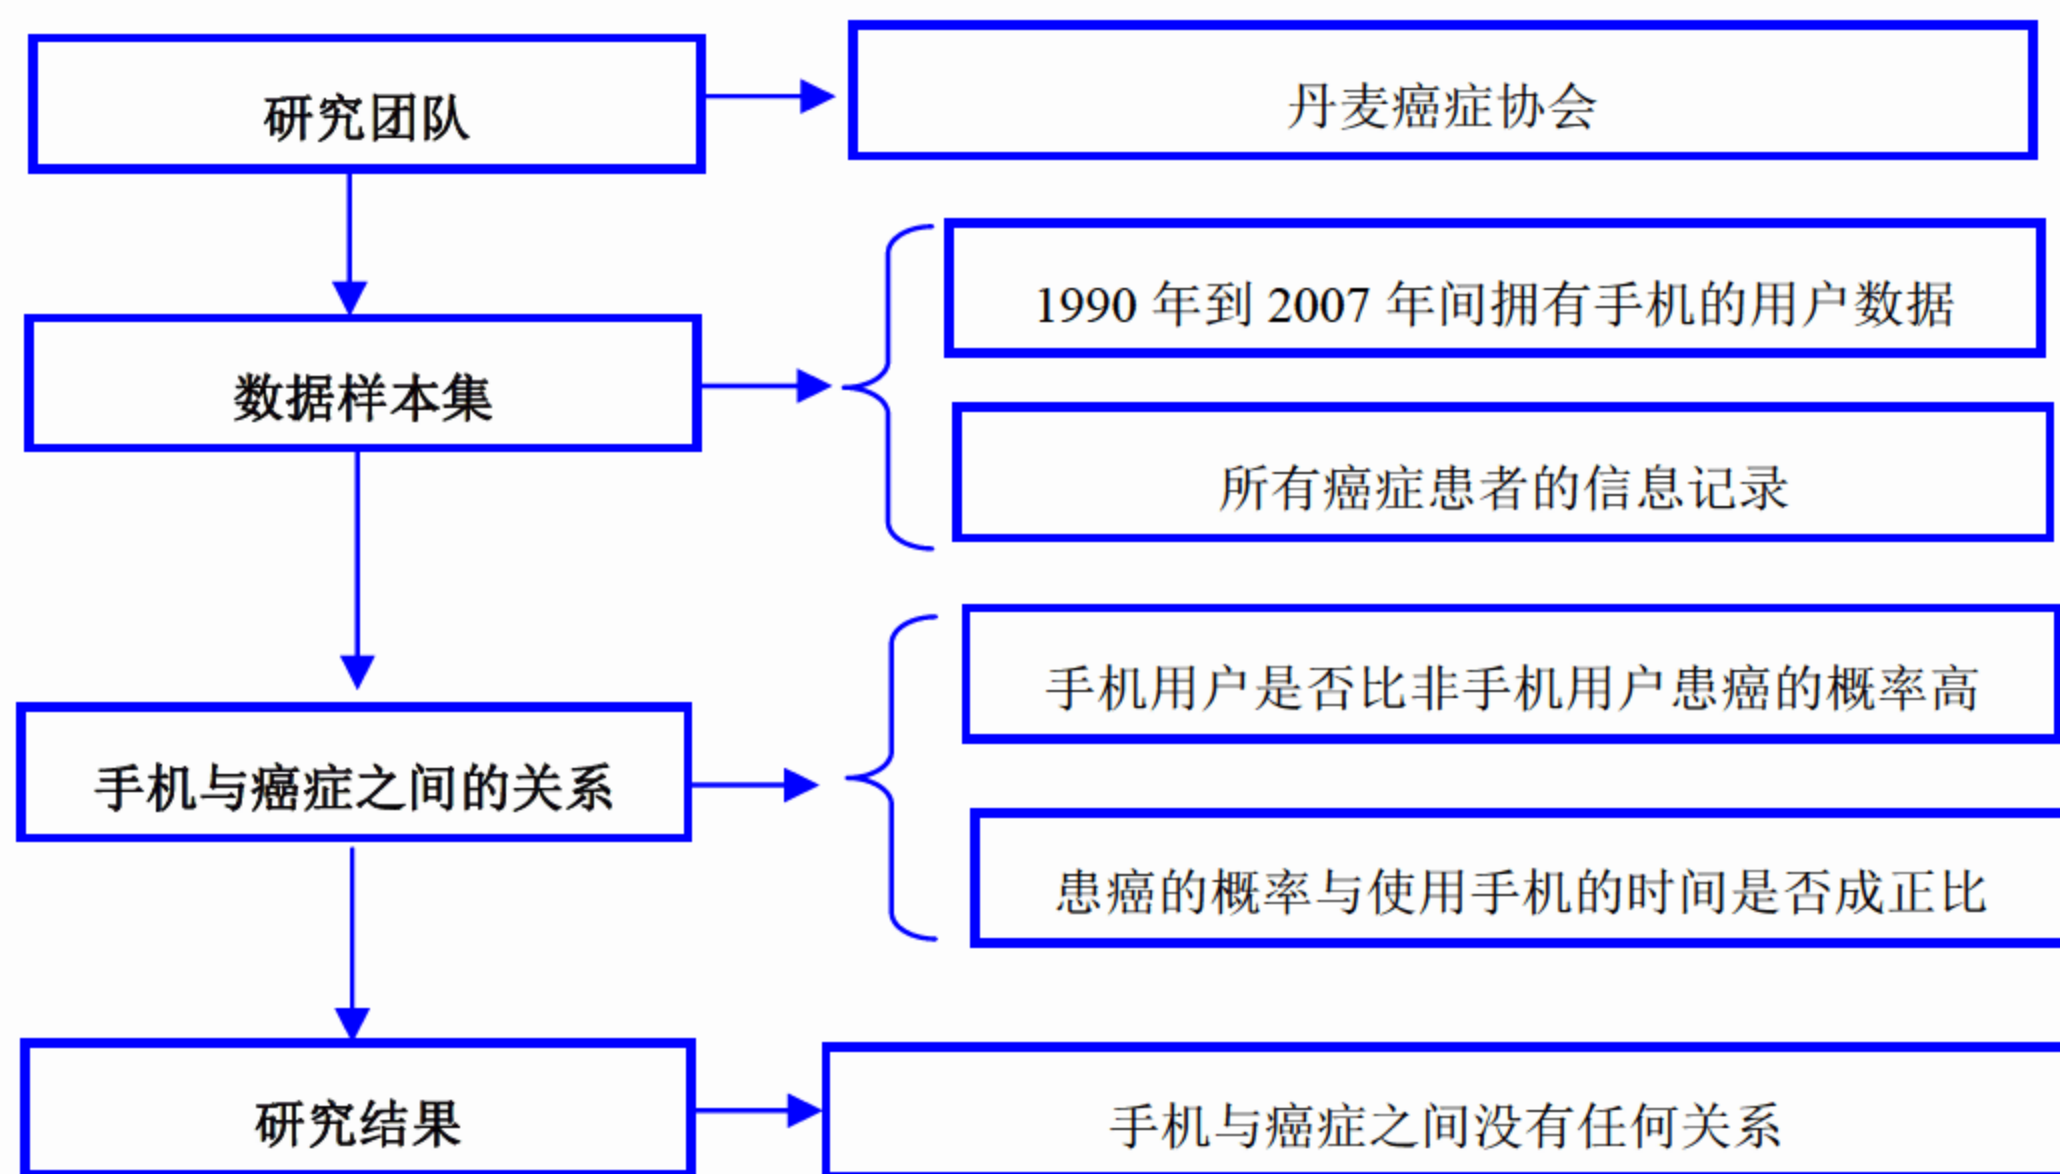 研究团队
丹麦癌症协会
数据样本集
1990 年到 2007 年间拥有手机的用户数据
所有癌症患者的信息记录
手机与癌症之间的关系
手机用户是否比非手机用户患癌的概率高
患癌的概率与使用手机的时间是否成正比
研究结果
手机与癌症之间没有任何关系